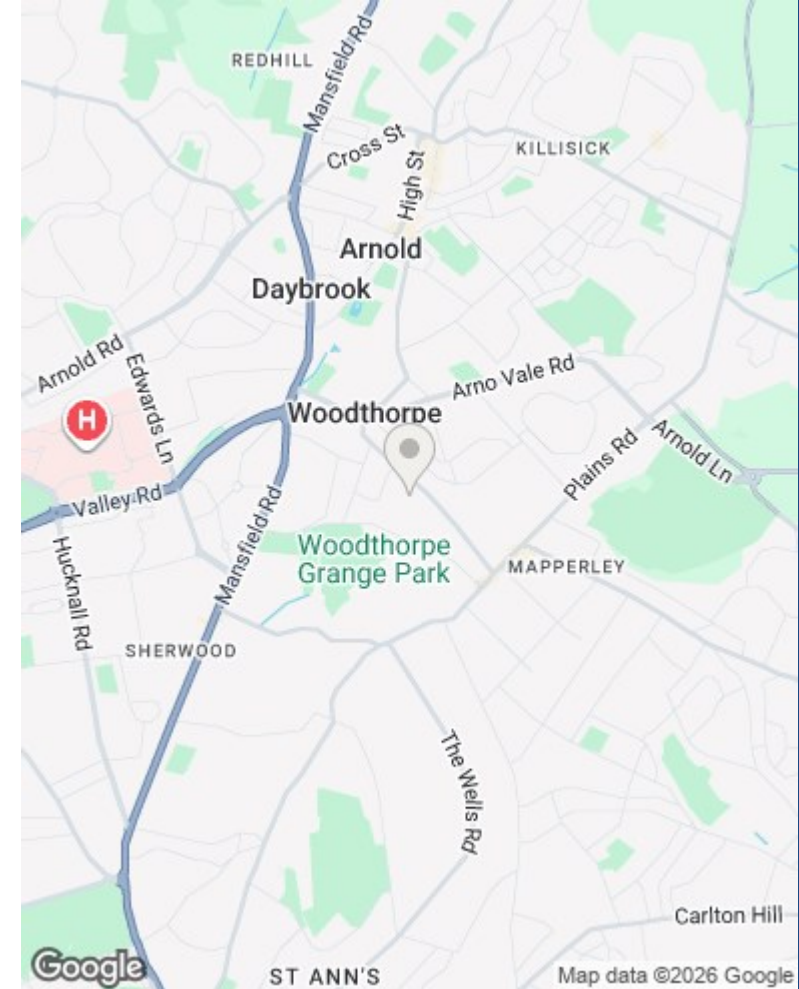 REDHILL
Mansfield Rd
Cross St
KILLISICK
High St
Arnold
Daybrook
Arnold Rd
Edwards Ln
Arno Vale Rd
H
Woodthorpe
Plains Rd
Arnold Ln
Valley Rd
Mansfield Rd
Hucknall Rd
Woodthorpe
Grange Park
MAPPERLEY
SHERWOOD
The Wells Rd
Carlton Hill
Google
ST ANN'S
Map data ©2026 Google